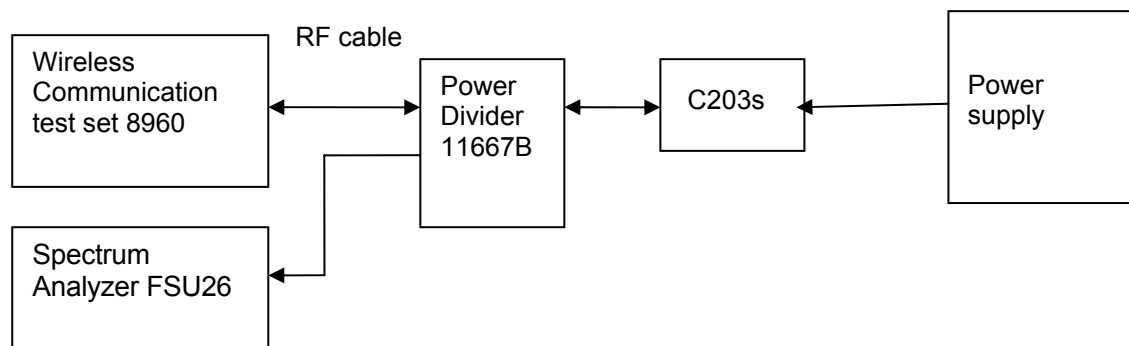 RF cable
Wireless
Communication
test set 8960
Power
Divider
11667B
C203s
Power
supply
Spectrum
Analyzer FSU26